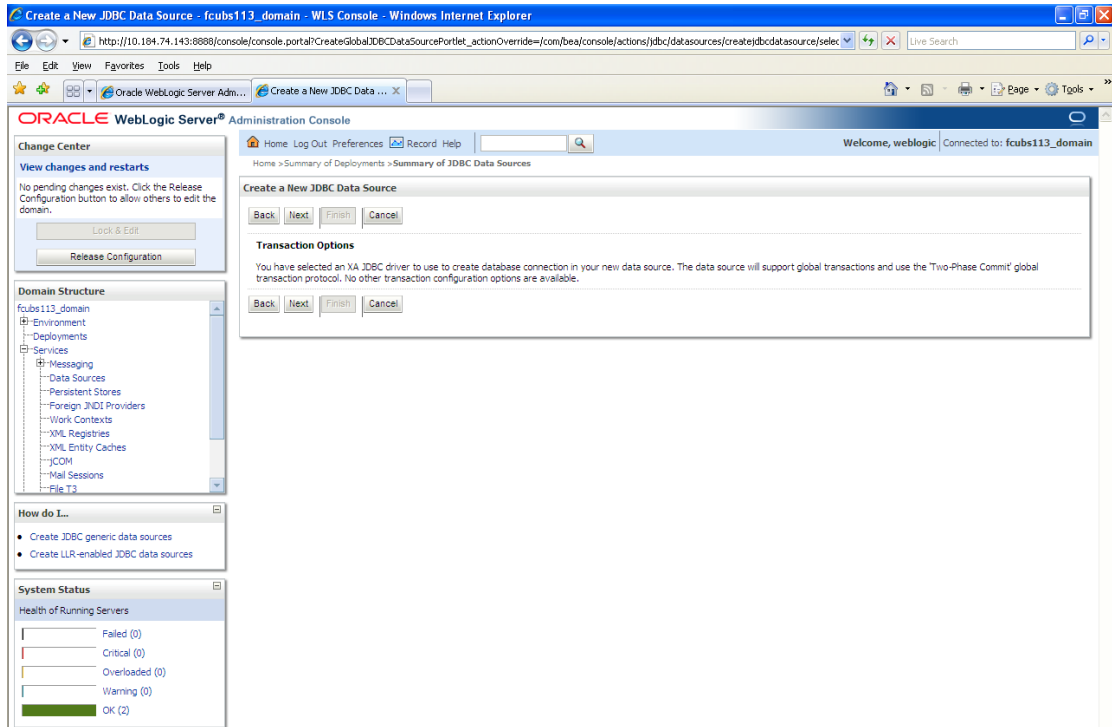 Create a New JDBC Data Source - fcubs113_domain - WLS Console - Windows Internet Explorer
http://10.184.74.143:8888/console/console.portal?CreateGlobalJDBCDataSourcePortlet_actionOverride=/com/bea/console/actions/jdbc/datasources/createjdbcdatasource/selec
Live Search
File Edit View Favorites Tools Help
Oracle WebLogic Server Adm...
Create a New JDBC Data ... X
Page Tools »
ORACLE WebLogic Server® Administration Console
Change Center
View changes and restarts
No pending changes exist. Click the Release
Configuration button to allow others to edit the
domain.
Lock & Edit
Release Configuration
Domain Structure
fcubs113_domain
Environment
Deployments
Services
Messaging
Data Sources
Persistent Stores
Foreign JNDI Providers
Work Contexts
XML Registries
XML Entity Caches
jCOM
Mail Sessions
File T3
How do I...
Create JDBC generic data sources
Create LLR-enabled JDBC data sources
System Status
Health of Running Servers
Failed (0)
Critical (0)
Overloaded (0)
Warning (0)
OK (2)
Home Log Out Preferences Record Help
Welcome, weblogic Connected to: fcubs113_domain
Home >Summary of Deployments >Summary of JDBC Data Sources
Create a New JDBC Data Source
Back Next Finish Cancel
Transaction Options
You have selected an XA JDBC driver to use to create database connection in your new data source. The data source will support global transactions and use the 'Two-Phase Commit' global
transaction protocol. No other transaction configuration options are available.
Back Next Finish Cancel